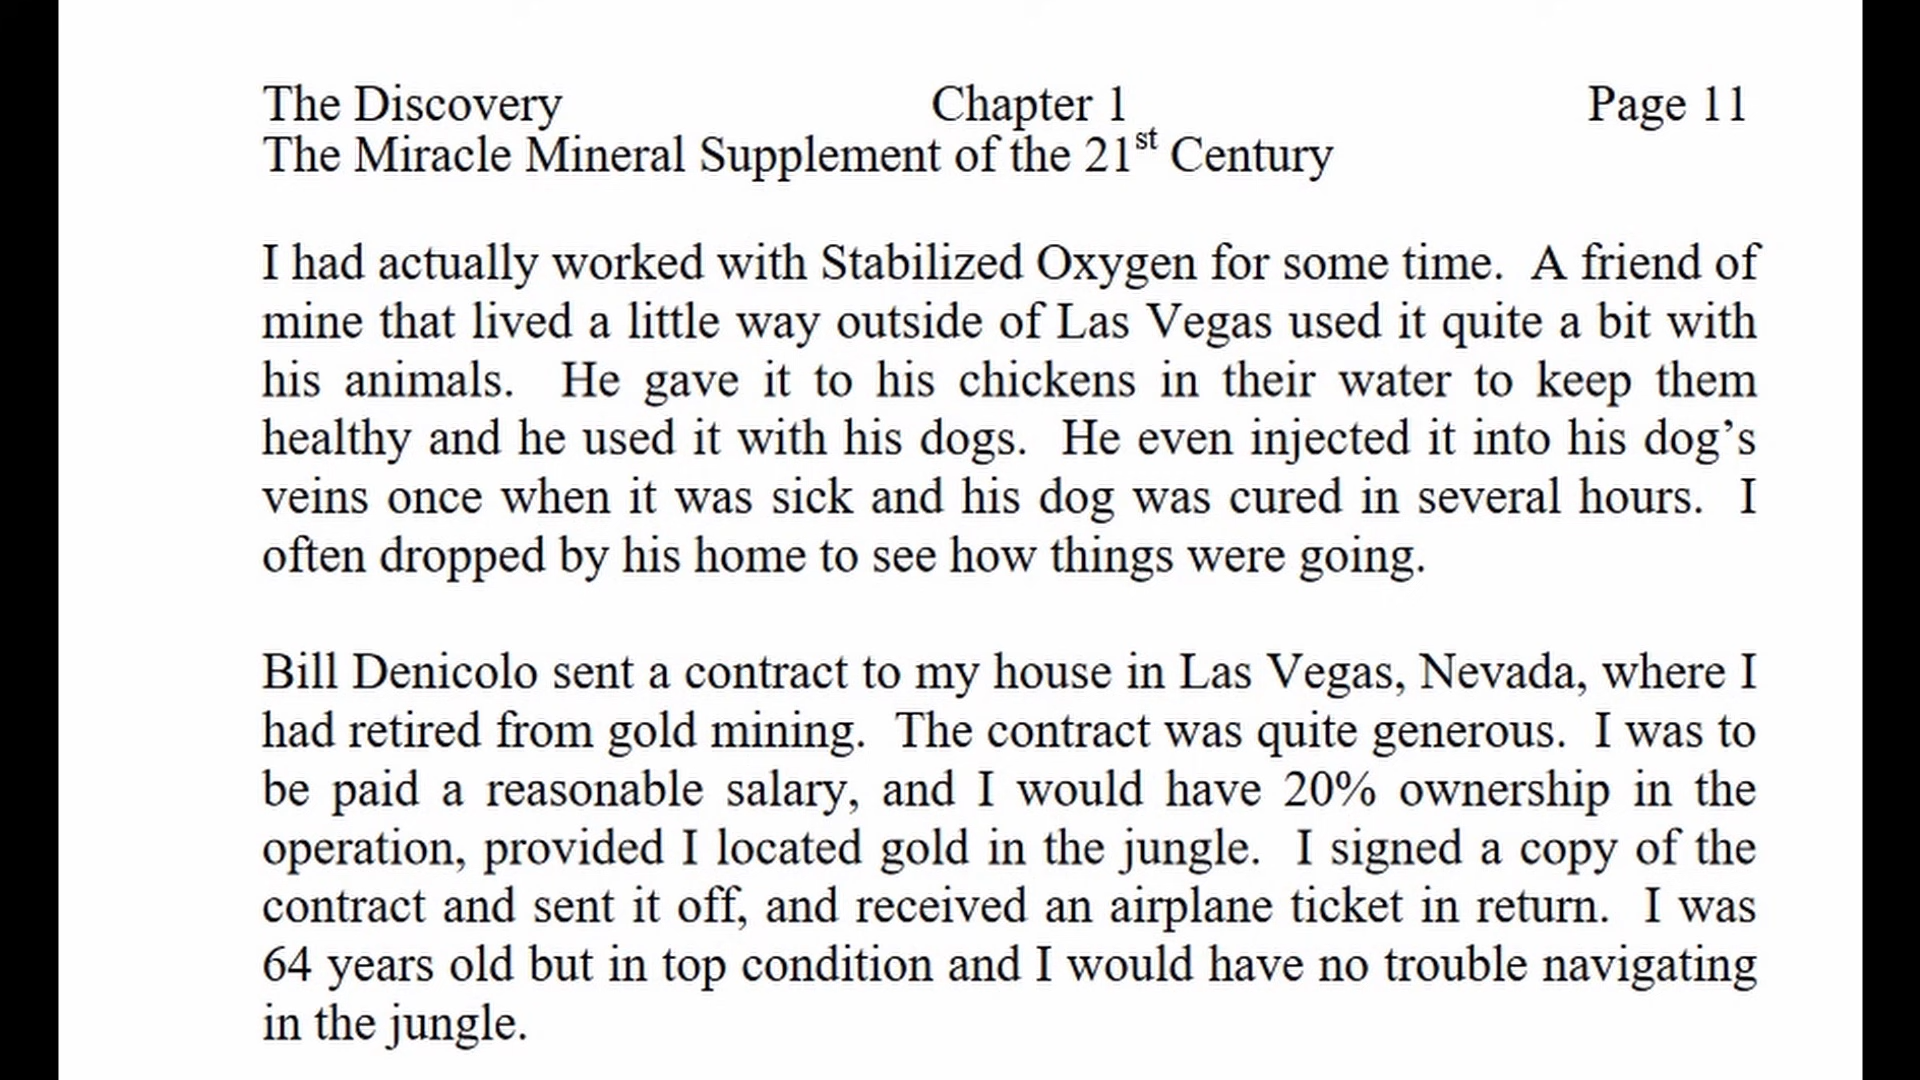 The Discovery Chapter 1 Page 11
The Miracle Mineral Supplement of the 21st Century
I had actually worked with Stabilized Oxygen for some time. A friend of
mine that lived a little way outside of Las Vegas used it quite a bit with
his animals. He gave it to his chickens in their water to keep them
healthy and he used it with his dogs. He even injected it into his dog’s
veins once when it was sick and his dog was cured in several hours. I
often dropped by his home to see how things were going.
Bill Denicolo sent a contract to my house in Las Vegas, Nevada, where I
had retired from gold mining. The contract was quite generous. I was to
be paid a reasonable salary, and I would have 20% ownership in the
operation, provided I located gold in the jungle. I signed a copy of the
contract and sent it off, and received an airplane ticket in return. I was
64 years old but in top condition and I would have no trouble navigating
in the jungle.